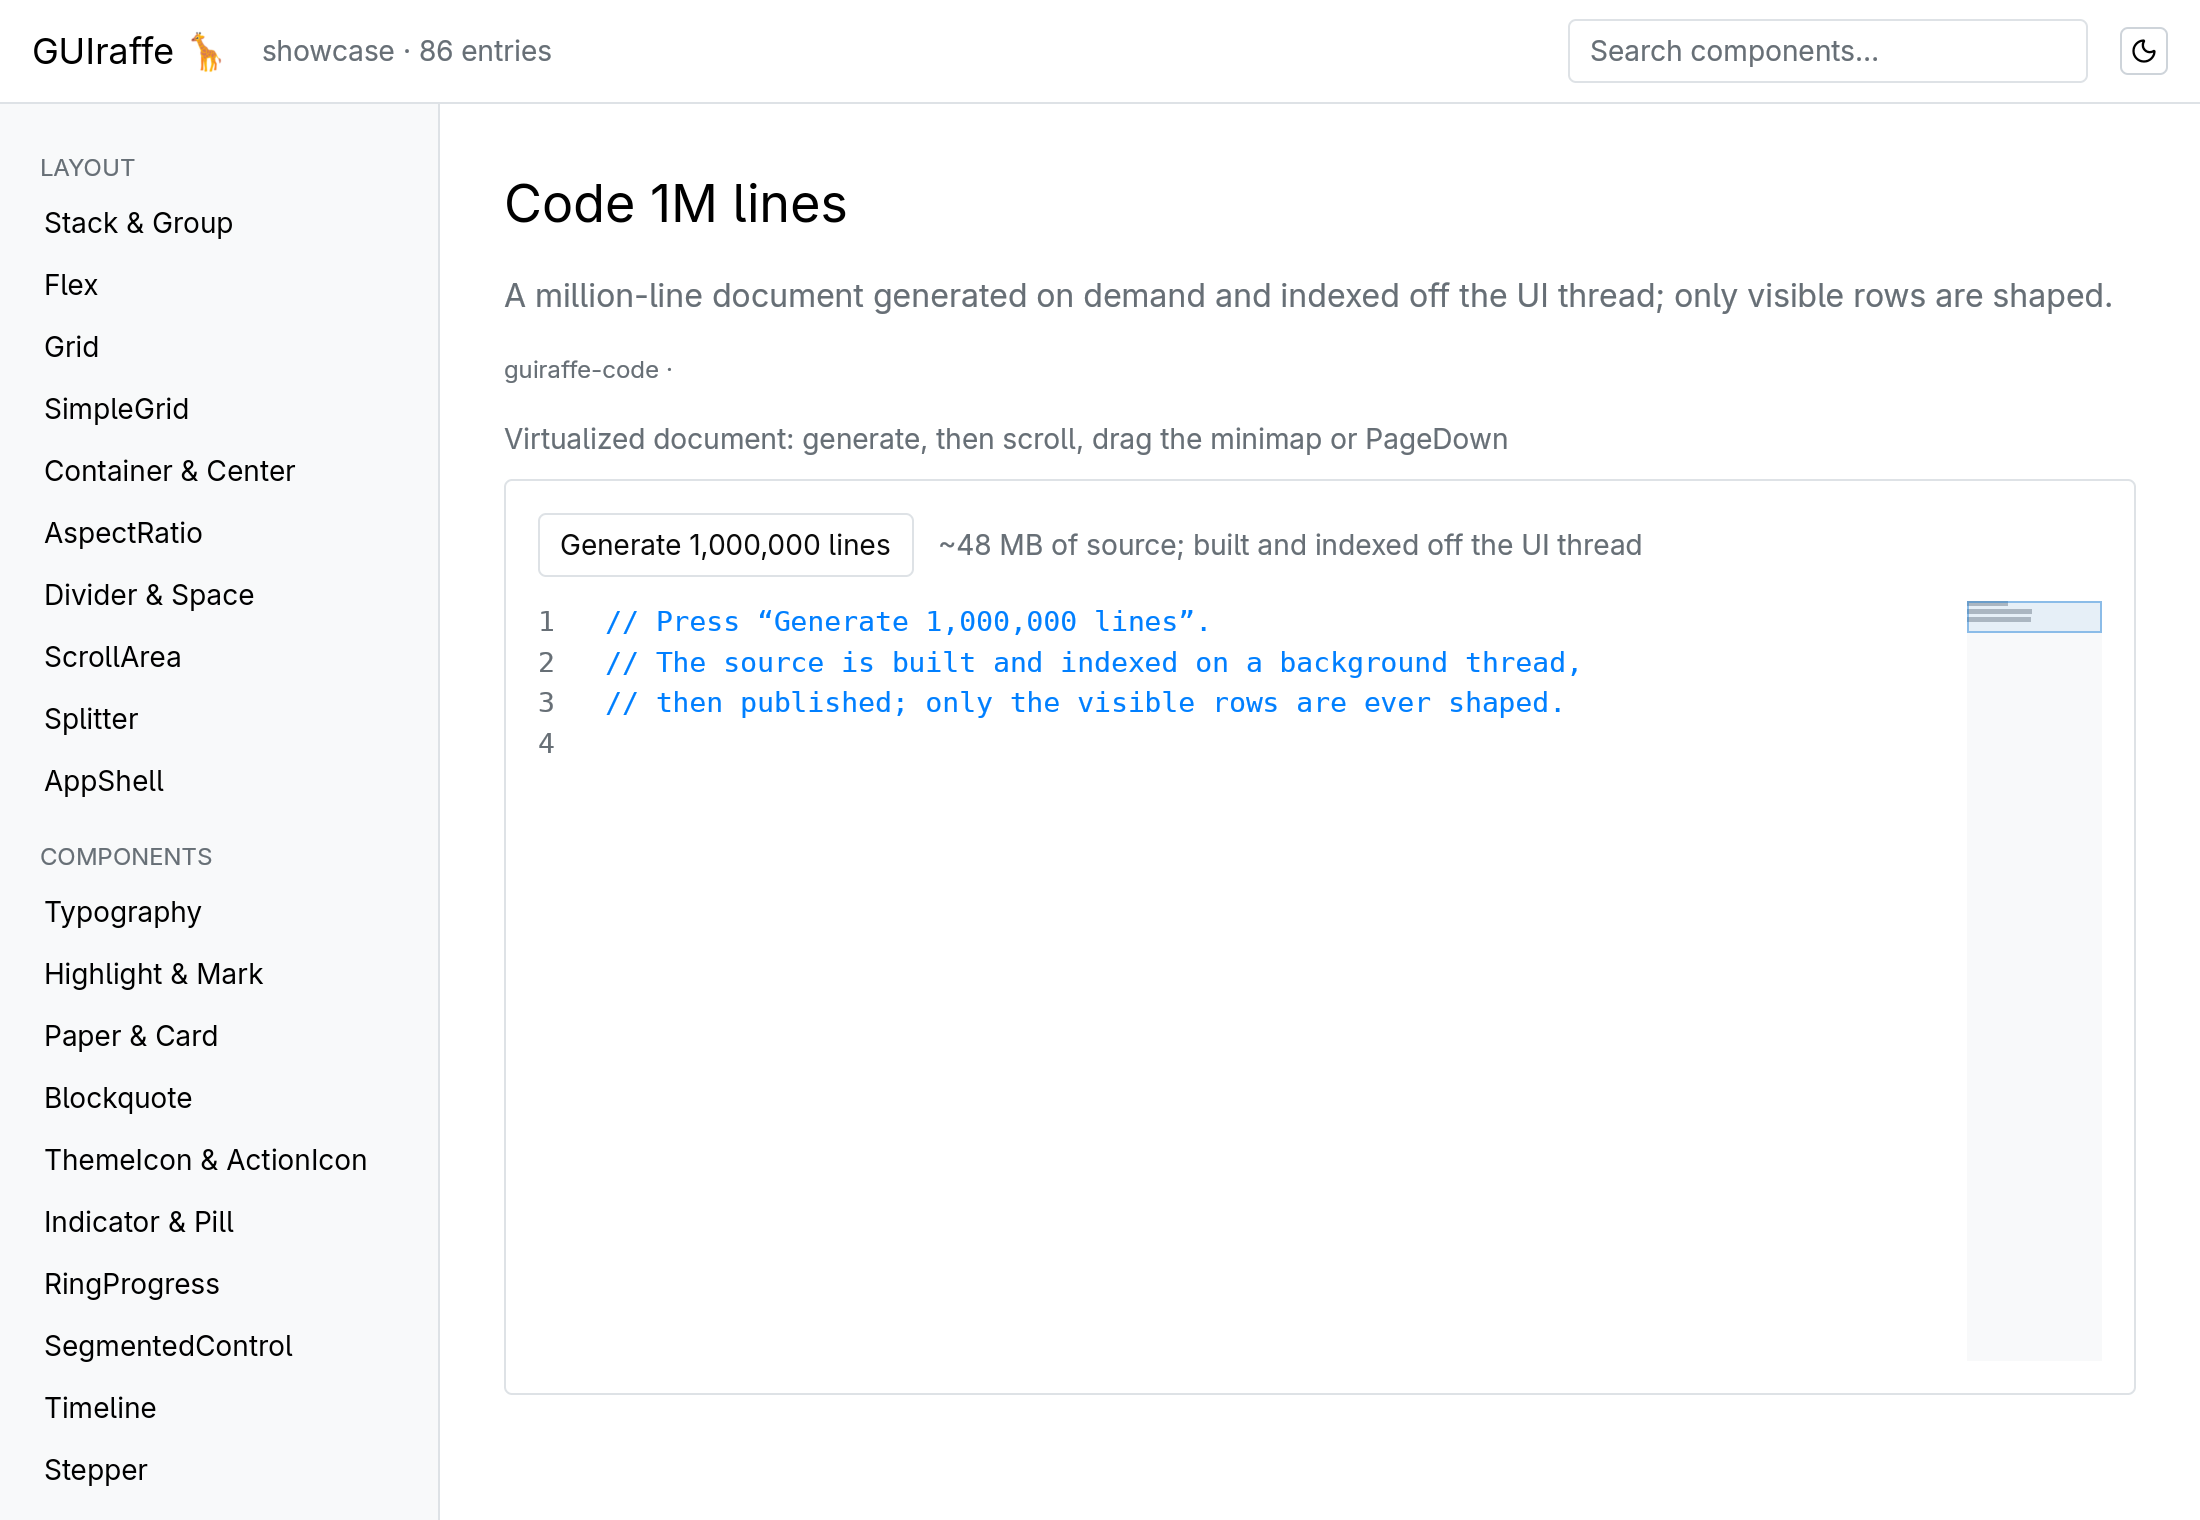 GUIraffe 🦒 showcase · 86 entries Search components...
LAYOUT
Stack & Group
Flex
Grid
SimpleGrid
Container & Center
AspectRatio
Divider & Space
ScrollArea
Splitter
AppShell
COMPONENTS
Typography
Highlight & Mark
Paper & Card
Blockquote
ThemeIcon & ActionIcon
Indicator & Pill
RingProgress
SegmentedControl
Timeline
Stepper
Code 1M lines
A million-line document generated on demand and indexed off the UI thread; only visible rows are shaped.
guiraffe-code ·
Virtualized document: generate, then scroll, drag the minimap or PageDown
Generate 1,000,000 lines ~48 MB of source; built and indexed off the UI thread
1 // Press “Generate 1,000,000 lines”.
2 // The source is built and indexed on a background thread,
3 // then published; only the visible rows are ever shaped.
4